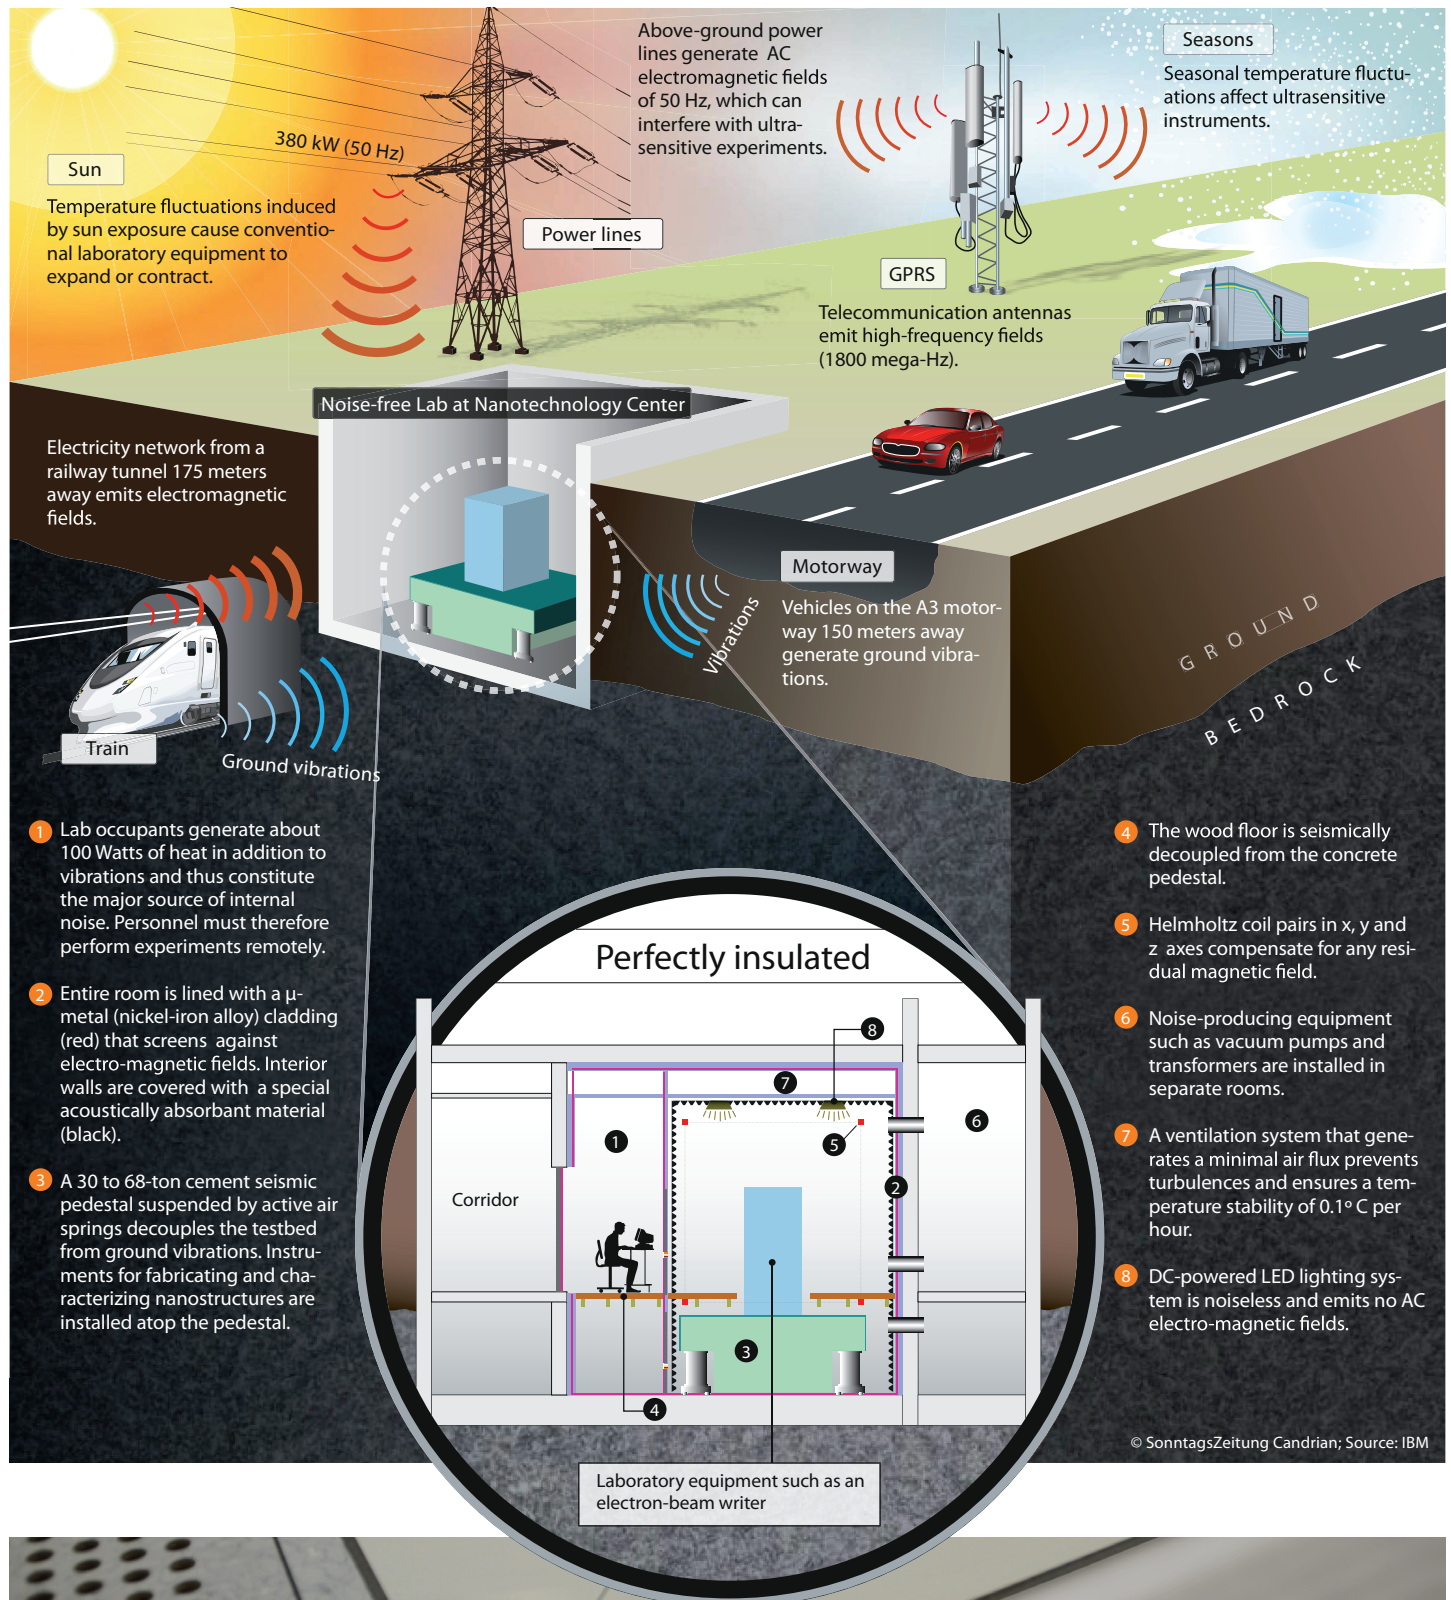 Sun
Temperature fluctuations induced
by sun exposure cause conventio-
nal laboratory equipment to
expand or contract.
380 kW (50 Hz)
Power lines
Above-ground power
lines generate AC
electromagnetic fields
of 50 Hz, which can
interfere with ultra-
sensitive experiments.
GPRS
Telecommunication antennas
emit high-frequency fields
(1800 mega-Hz).
Seasons
Seasonal temperature fluctu-
ations affect ultrasensitive
instruments.
Noise-free Lab at Nanotechnology Center
Electricity network from a
railway tunnel 175 meters
away emits electromagnetic
fields.
Train
Ground vibrations
Vibrations
Motorway
Vehicles on the A3 motor-
way 150 meters away
generate ground vibra-
tions.
GROUND
BEDROCK
1 Lab occupants generate about
100 Watts of heat in addition to
vibrations and thus constitute
the major source of internal
noise. Personnel must therefore
perform experiments remotely.
2 Entire room is lined with a μ-
metal (nickel-iron alloy) cladding
(red) that screens against
electro-magnetic fields. Interior
walls are covered with a special
acoustically absorbant material
(black).
3 A 30 to 68-ton cement seismic
pedestal suspended by active air
springs decouples the testbed
from ground vibrations. Instru-
ments for fabricating and cha-
racterizing nanostructures are
installed atop the pedestal.
4 The wood floor is seismically
decoupled from the concrete
pedestal.
5 Helmholtz coil pairs in x, y and
z axes compensate for any resi-
dual magnetic field.
6 Noise-producing equipment
such as vacuum pumps and
transformers are installed in
separate rooms.
7 A ventilation system that gene-
rates a minimal air flux prevents
turbulences and ensures a tem-
perature stability of 0.1º C per
hour.
8 DC-powered LED lighting sys-
tem is noiseless and emits no AC
electro-magnetic fields.
Perfectly insulated
8
7
6
1
5
2
Corridor
3
4
Laboratory equipment such as an
electron-beam writer
© SonntagsZeitung Candrian; Source: IBM